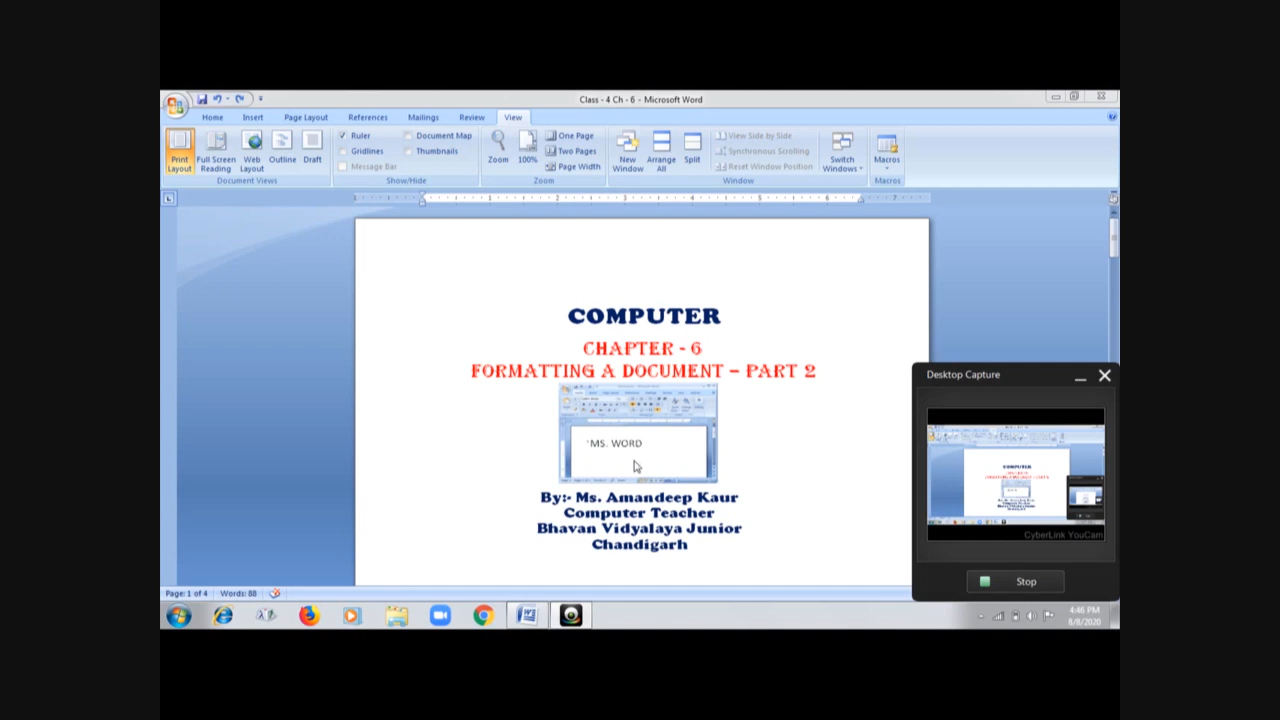 Class - 4 Ch - 6 - Microsoft Word
Home Insert Page Layout References Mailings Review View
Print Layout
Full Screen Reading
Web Layout
Outline
Draft
Document Views
Ruler
Gridlines
Message Bar
Document Map
Thumbnails
Show/Hide
Zoom
100%
One Page
Two Pages
Page Width
Zoom
New Window
Arrange All
Split
View Side by Side
Synchronous Scrolling
Reset Window Position
Window
Switch Windows
Macros
Macros
COMPUTER
CHAPTER - 6
FORMATTING A DOCUMENT – PART 2
MS. WORD
By:- Ms. Amandeep Kaur
Computer Teacher
Bhavan Vidyalaya Junior
Chandigarh
Desktop Capture
COMPUTER
CyberLink YouCam
Stop
Page: 1 of 4 Words: 88
4:46 PM
8/8/2020